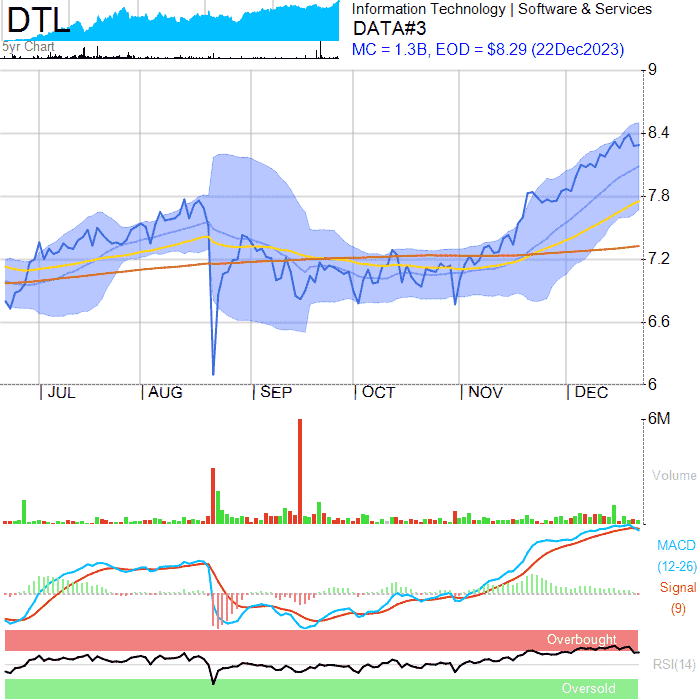 DTL
5yr Chart
Information Technology | Software & Services
DATA#3
MC = 1.3B, EOD = $8.29 (22Dec2023)
9
8.4
7.8
7.2
6.6
6
| JUL | AUG | SEP | OCT | NOV | DEC
6M
Volume
MACD
(12-26)
Signal
(9)
Overbought
RSI(14)
Oversold